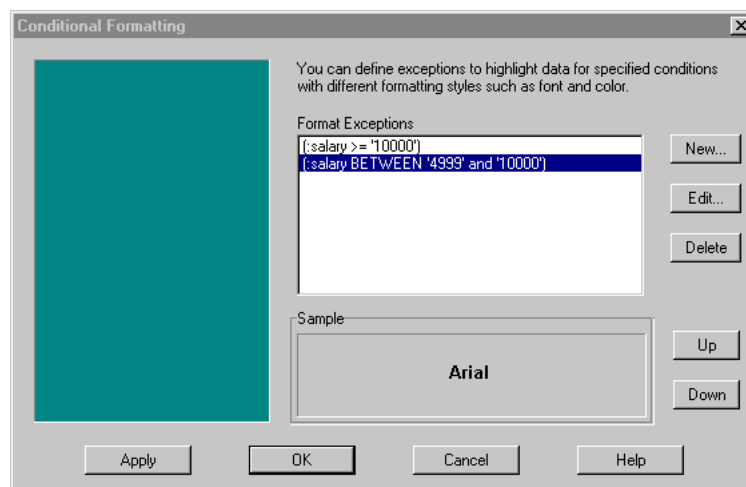 Conditional Formatting
You can define exceptions to highlight data for specified conditions
with different formatting styles such as font and color.
Format Exceptions
(:salary >= '10000')
(:salary BETWEEN '4999' and '10000')
New...
Edit...
Delete
Sample
Arial
Up
Down
Apply
OK
Cancel
Help